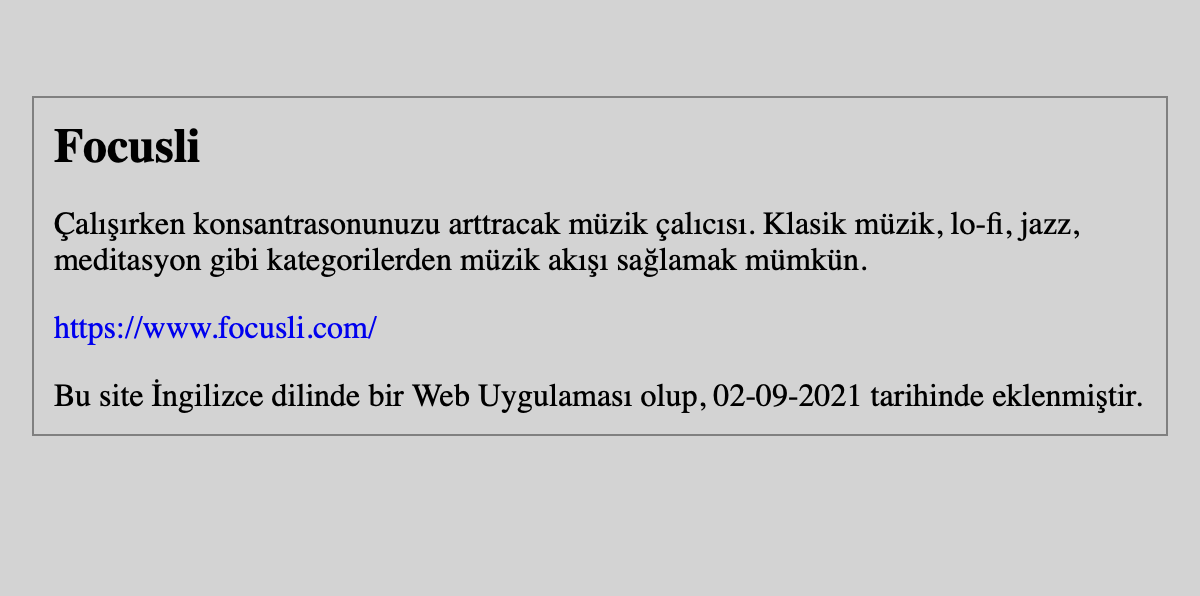 Focusli
Çalışırken konsantrasonunuzu arttracak müzik çalıcısı. Klasik müzik, lo-fi, jazz,
meditasyon gibi kategorilerden müzik akışı sağlamak mümkün.
https://www.focusli.com/
Bu site İngilizce dilinde bir Web Uygulaması olup, 02-09-2021 tarihinde eklenmiştir.